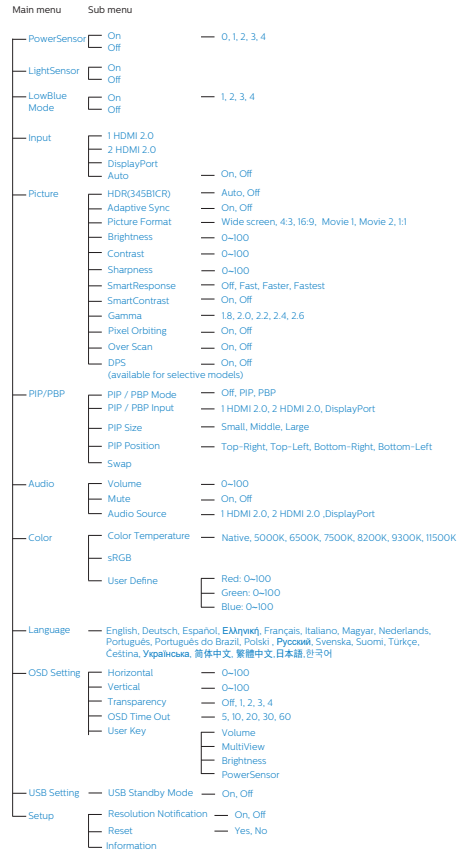 Main menu Sub menu
PowerSensor On 0, 1, 2, 3, 4
Off
LightSensor On
Off
LowBlue Mode On 1, 2, 3, 4
Off
Input 1 HDMI 2.0
2 HDMI 2.0
DisplayPort
Auto On, Off
Picture HDR(345B1CR) Auto, Off
Adaptive Sync On, Off
Picture Format Wide screen, 4:3, 16:9, Movie 1, Movie 2, 1:1
Brightness 0~100
Contrast 0~100
Sharpness 0~100
SmartResponse Off, Fast, Faster, Fastest
SmartContrast On, Off
Gamma 1.8, 2.0, 2.2, 2.4, 2.6
Pixel Orbiting On, Off
Over Scan On, Off
DPS On, Off
(available for selective models)
PIP/PBP PIP / PBP Mode Off, PIP, PBP
PIP / PBP Input 1 HDMI 2.0, 2 HDMI 2.0, DisplayPort
PIP Size Small, Middle, Large
PIP Position Top-Right, Top-Left, Bottom-Right, Bottom-Left
Swap
Audio Volume 0~100
Mute On, Off
Audio Source 1 HDMI 2.0, 2 HDMI 2.0 ,DisplayPort
Color Color Temperature Native, 5000K, 6500K, 7500K, 8200K, 9300K, 11500K
sRGB
User Define Red: 0~100
Green: 0~100
Blue: 0~100
Language English, Deutsch, Español, Ελληνική, Français, Italiano, Magyar, Nederlands,
Português, Português do Brazil, Polski , Русский, Svenska, Suomi, Türkçe,
Čeština, Українська, 简体中文, 繁體中文,日本語,한국어
OSD Setting Horizontal 0~100
Vertical 0~100
Transparency Off, 1, 2, 3, 4
OSD Time Out 5, 10, 20, 30, 60
User Key Volume
MultiView
Brightness
PowerSensor
USB Setting USB Standby Mode On, Off
Setup Resolution Notification On, Off
Reset Yes, No
Information